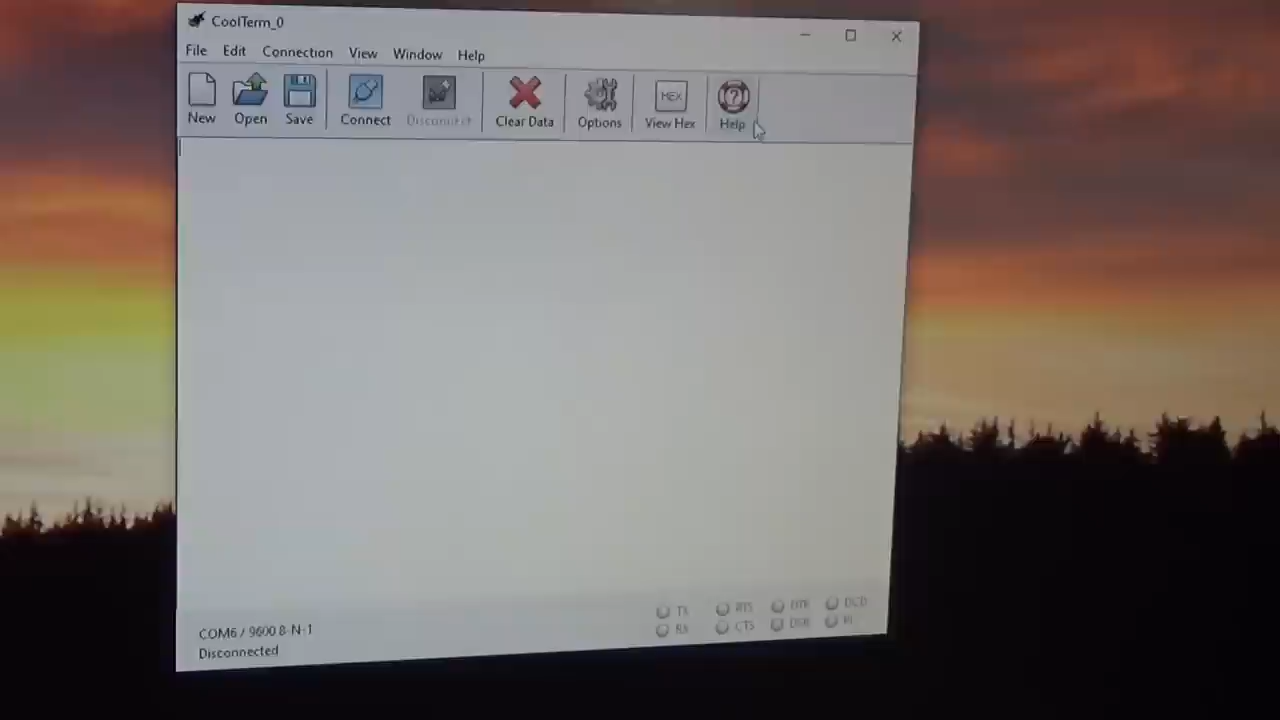 CoolTerm_0
File Edit Connection View Window Help
New Open Save Connect Disconnect Clear Data Options HEX View Hex ? Help
TX RTS DTR DCD
RX CTS DSR RI
COM6 / 9600 8-N-1
Disconnected